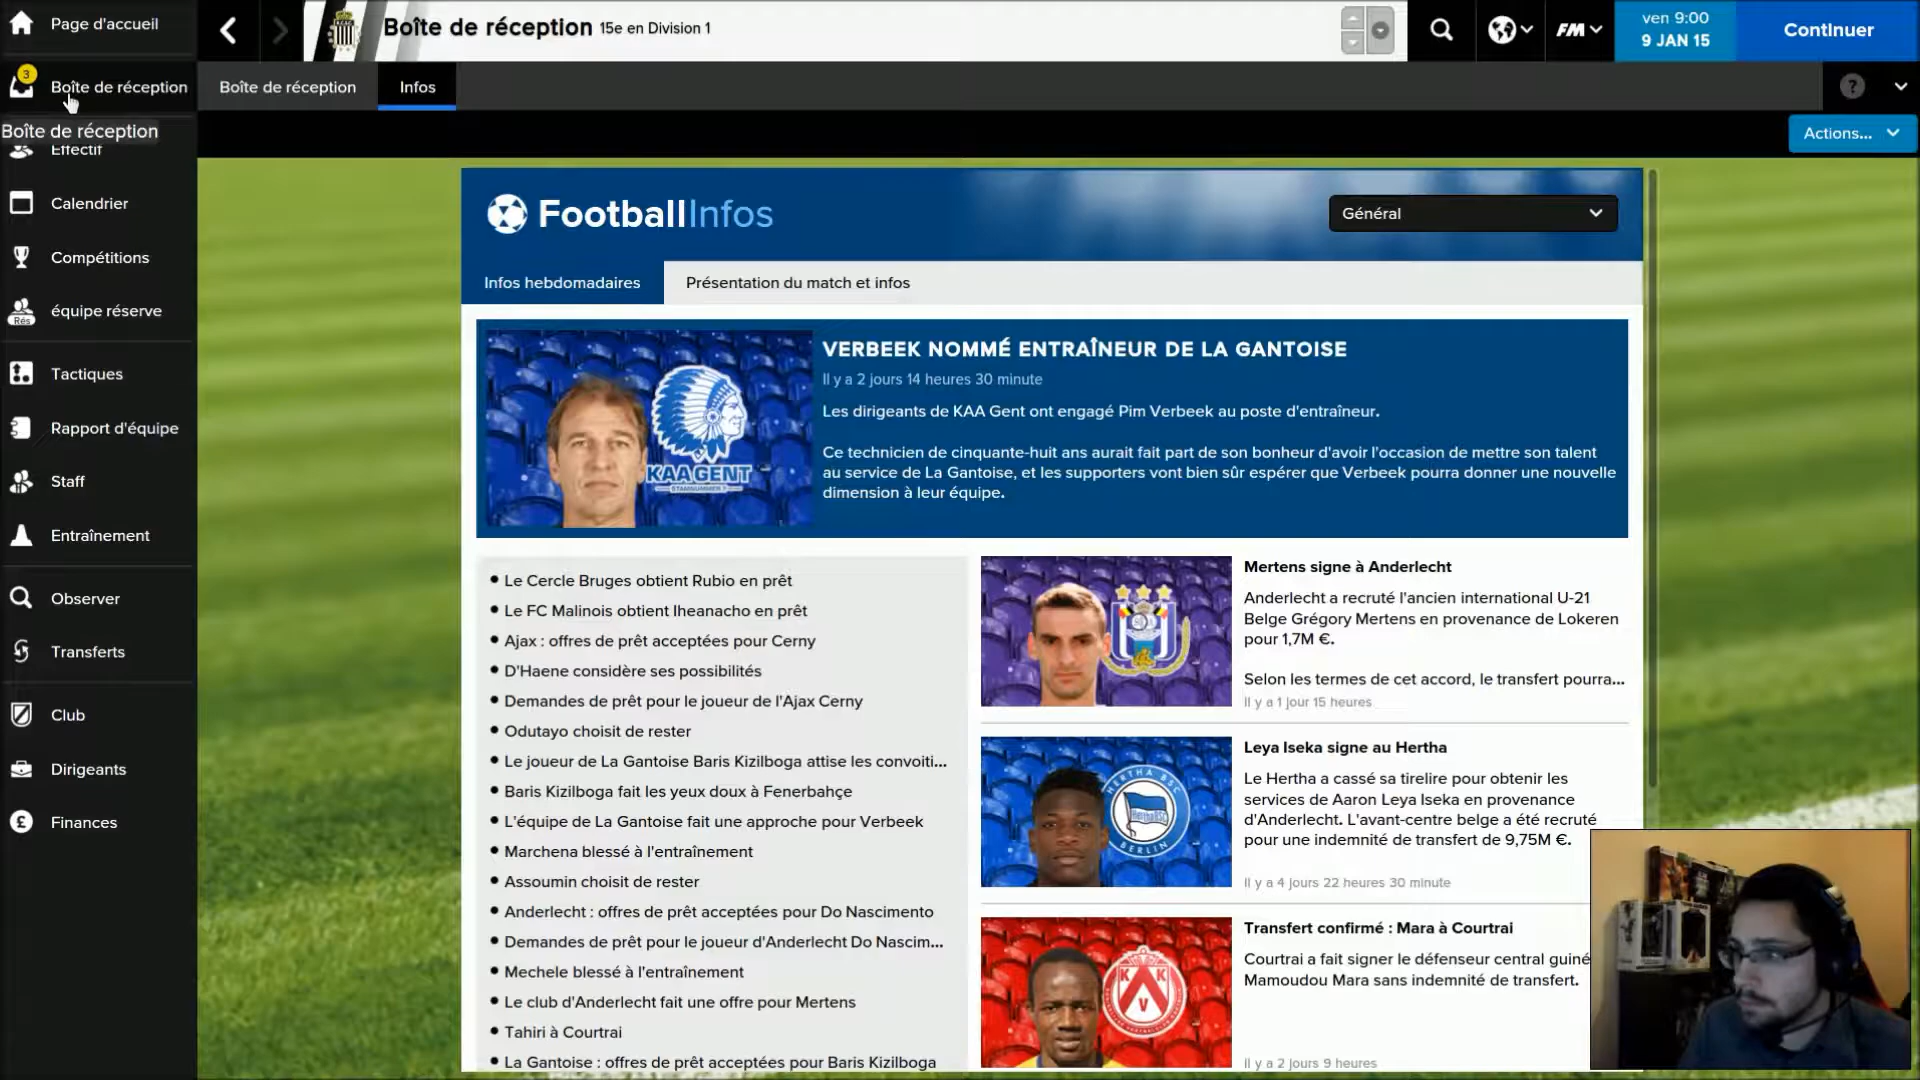 Page d'accueil
Boîte de réception 15e en Division 1
FM
ven 9:00
9 JAN 15
Continuer
3
Boîte de réception
Boîte de réception
Infos
?
Boîte de réception
Actions...
Effectif
Calendrier
Compétitions
Rés
équipe réserve
Tactiques
Rapport d'équipe
Staff
Entraînement
Observer
Transferts
Club
Dirigeants
£
Finances
FootballInfos
Général
Infos hebdomadaires
Présentation du match et infos
KAA GENT
VERBEEK NOMMÉ ENTRAÎNEUR DE LA GANTOISE
Il y a 2 jours 14 heures 30 minute
Les dirigeants de KAA Gent ont engagé Pim Verbeek au poste d'entraîneur.
Ce technicien de cinquante-huit ans aurait fait part de son bonheur d'avoir l'occasion de mettre son talent
au service de La Gantoise, et les supporters vont bien sûr espérer que Verbeek pourra donner une nouvelle
dimension à leur équipe.
• Le Cercle Bruges obtient Rubio en prêt
• Le FC Malinois obtient Iheanacho en prêt
• Ajax : offres de prêt acceptées pour Cerny
• D'Haene considère ses possibilités
• Demandes de prêt pour le joueur de l'Ajax Cerny
• Odutayo choisit de rester
• Le joueur de La Gantoise Baris Kizilboga attise les convoiti...
• Baris Kizilboga fait les yeux doux à Fenerbahçe
• L'équipe de La Gantoise fait une approche pour Verbeek
• Marchena blessé à l'entraînement
• Assoumin choisit de rester
• Anderlecht : offres de prêt acceptées pour Do Nascimento
• Demandes de prêt pour le joueur d'Anderlecht Do Nascim...
• Mechele blessé à l'entraînement
• Le club d'Anderlecht fait une offre pour Mertens
• Tahiri à Courtrai
• La Gantoise : offres de prêt acceptées pour Baris Kizilboga
Mertens signe à Anderlecht
Anderlecht a recruté l'ancien international U-21
Belge Grégory Mertens en provenance de Lokeren
pour 1,7M €.
Selon les termes de cet accord, le transfert pourra...
Il y a 1 jour 15 heures
HERTHA BSC
BERLIN
Leya Iseka signe au Hertha
Le Hertha a cassé sa tirelire pour obtenir les
services de Aaron Leya Iseka en provenance
d'Anderlecht. L'avant-centre belge a été recruté
pour une indemnité de transfert de 9,75M €.
Il y a 4 jours 22 heures 30 minute
K K
V
Transfert confirmé : Mara à Courtrai
Courtrai a fait signer le défenseur central guiné
Mamoudou Mara sans indemnité de transfert.
Il y a 2 jours 9 heures